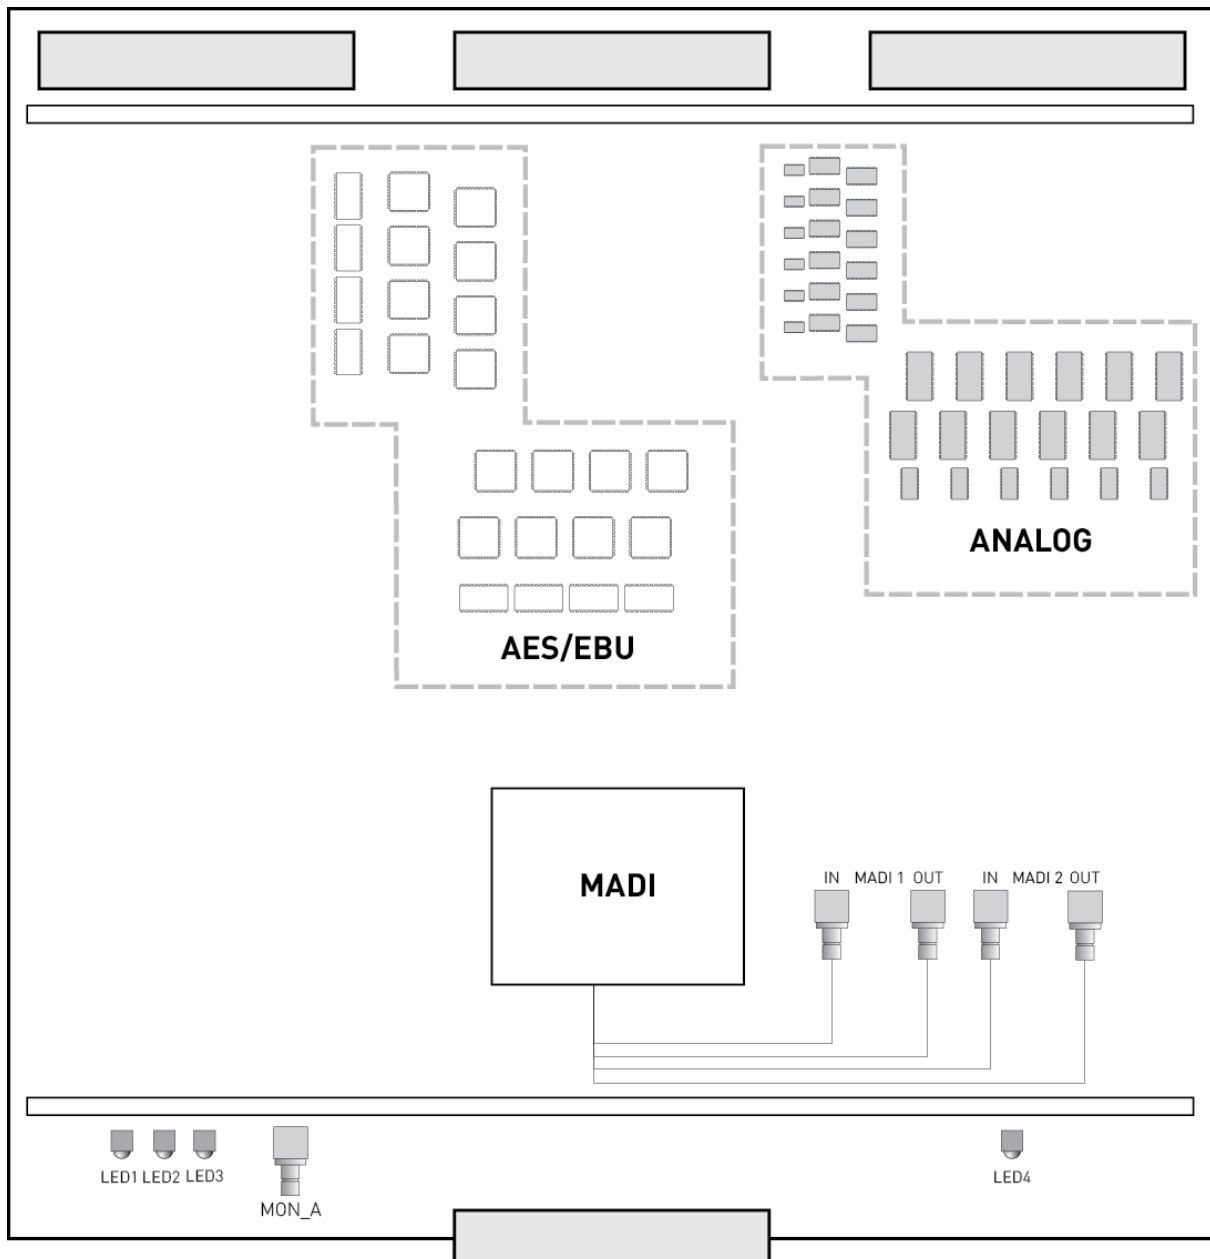 ANALOG
AES/EBU
MADI
IN MADI 1 OUT IN MADI 2 OUT
LED1 LED2 LED3
LED4
MON_A